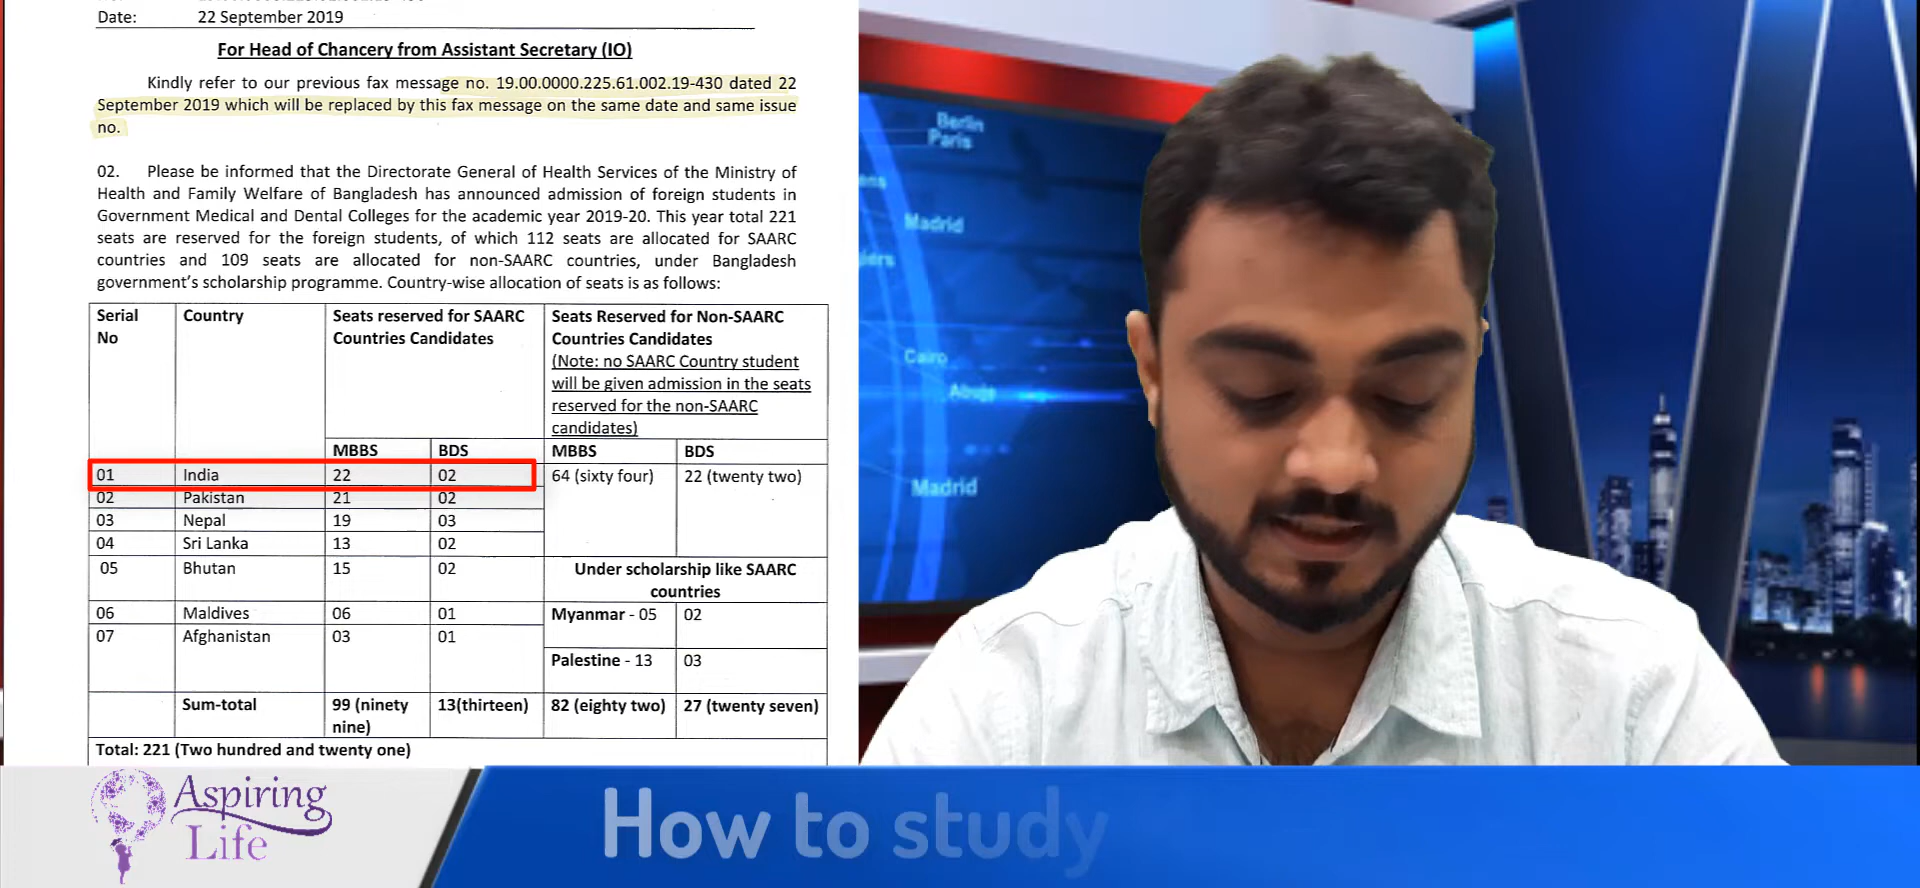 Date: 22 September 2019
For Head of Chancery from Assistant Secretary (IO)
Kindly refer to our previous fax message no. 19.00.0000.225.61.002.19-430 dated 22
September 2019 which will be replaced by this fax message on the same date and same issue
no.
02. Please be informed that the Directorate General of Health Services of the Ministry of
Health and Family Welfare of Bangladesh has announced admission of foreign students in
Government Medical and Dental Colleges for the academic year 2019-20. This year total 221
seats are reserved for the foreign students, of which 112 seats are allocated for SAARC
countries and 109 seats are allocated for non-SAARC countries, under Bangladesh
government's scholarship programme. Country-wise allocation of seats is as follows:
Serial No Country Seats reserved for SAARC Countries Candidates
Seats Reserved for Non-SAARC
Countries Candidates
(Note: no SAARC Country student
will be given admission in the seats
reserved for the non-SAARC
candidates)
MBBS BDS MBBS BDS
01 India 22 02 64 (sixty four) 22 (twenty two)
02 Pakistan 21 02
03 Nepal 19 03
04 Sri Lanka 13 02
05 Bhutan 15 02 Under scholarship like SAARC
countries
06 Maldives 06 01 Myanmar - 05 02
07 Afghanistan 03 01
Palestine - 13 03
Sum-total 99 (ninety nine) 13(thirteen) 82 (eighty two) 27 (twenty seven)
Total: 221 (Two hundred and twenty one)
Berlin
Paris
Madrid
Cairo
Abuja
Madrid
Aspiring
Life
How to study